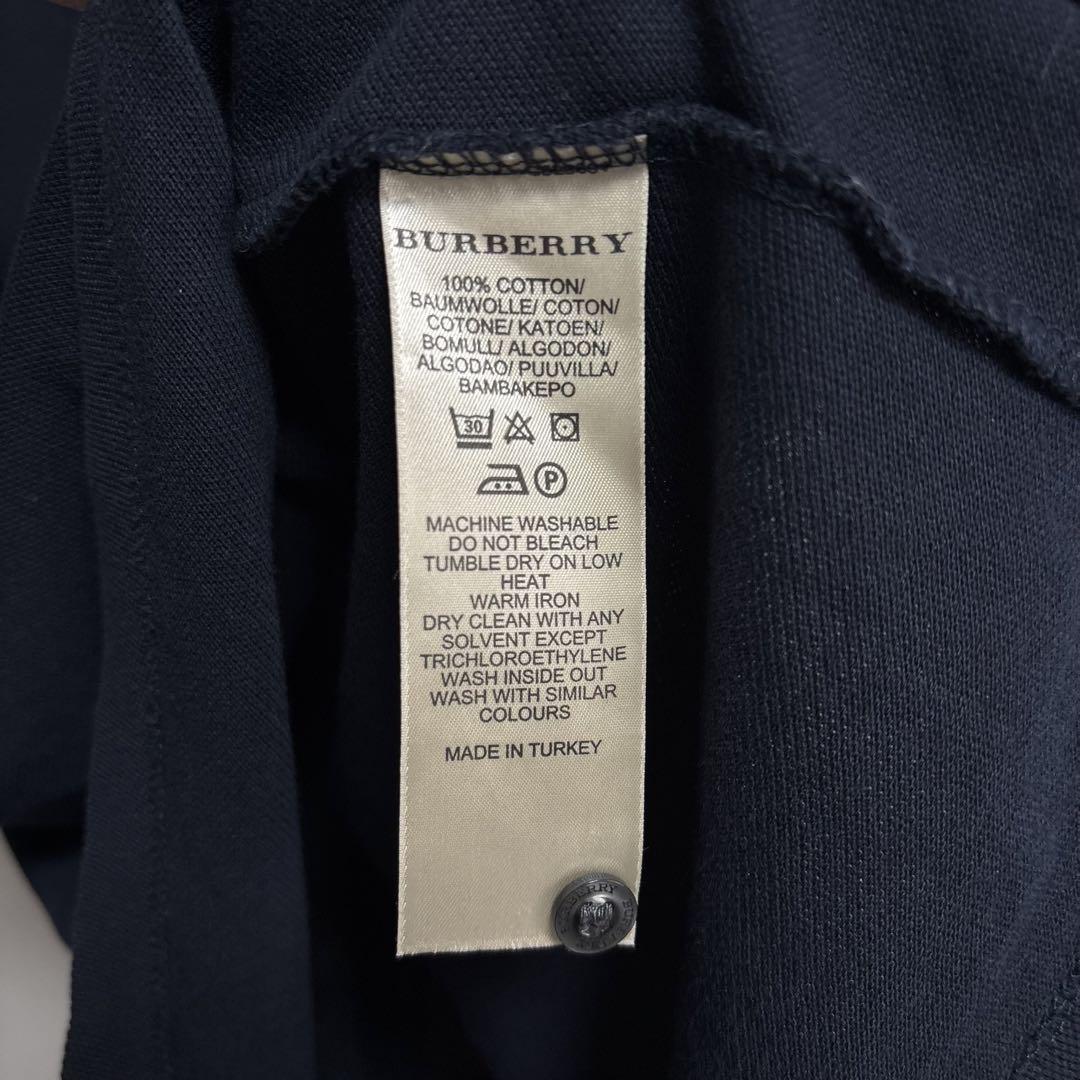 BURBERRY
100% COTTON/
BAUMWOLLE/ COTON/
COTONE/ KATOEN/
BOMULL/ ALGODON/
ALGODAO/ PUUVILLA/
BAMBAKEPO
30
P
MACHINE WASHABLE
DO NOT BLEACH
TUMBLE DRY ON LOW
HEAT
WARM IRON
DRY CLEAN WITH ANY
SOLVENT EXCEPT
TRICHLOROETHYLENE
WASH INSIDE OUT
WASH WITH SIMILAR
COLOURS
MADE IN TURKEY
BURBERRY